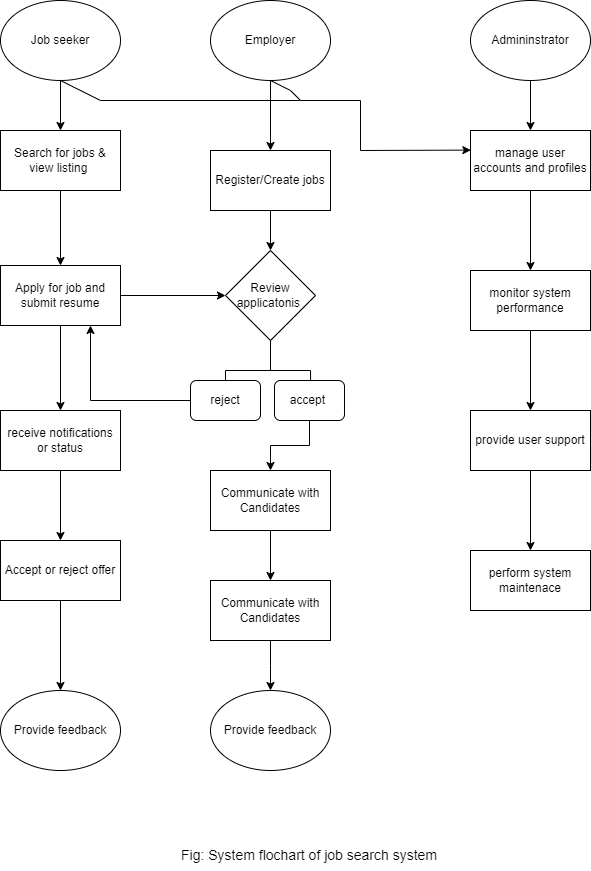 Job seeker
Employer
Admininstrator
Search for jobs &
view listing
Register/Create jobs
manage user
accounts and profiles
Apply for job and
submit resume
Review
applicatonis
monitor system
performance
reject
accept
receive notifications
or status
provide user support
Communicate with
Candidates
Accept or reject offer
perform system
maintenace
Communicate with
Candidates
Provide feedback
Provide feedback
Fig: System flochart of job search system